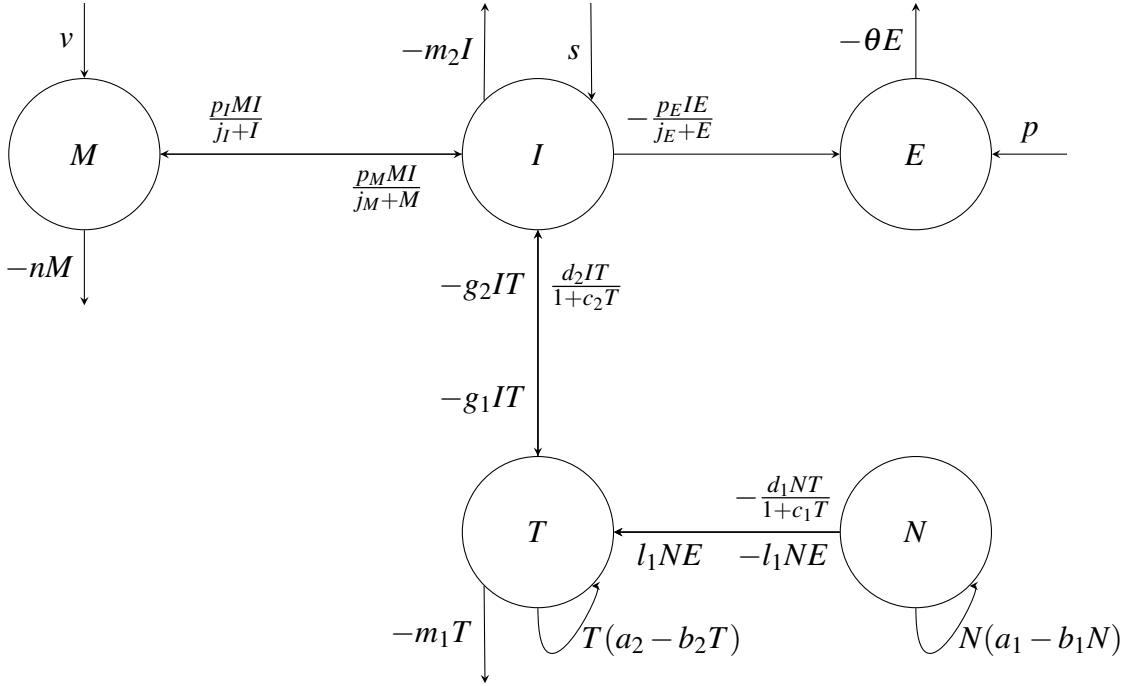 v
−m₂I
s
−θE
M
p_I MI / j_I+I
p_M MI / j_M+M
I
−p_E IE / j_E+E
E
p
−nM
−g₂IT
d₂IT / 1+c₂T
−g₁IT
T
−d₁NT / 1+c₁T
l₁NE
−l₁NE
N
−m₁T
T(a₂−b₂T)
N(a₁−b₁N)